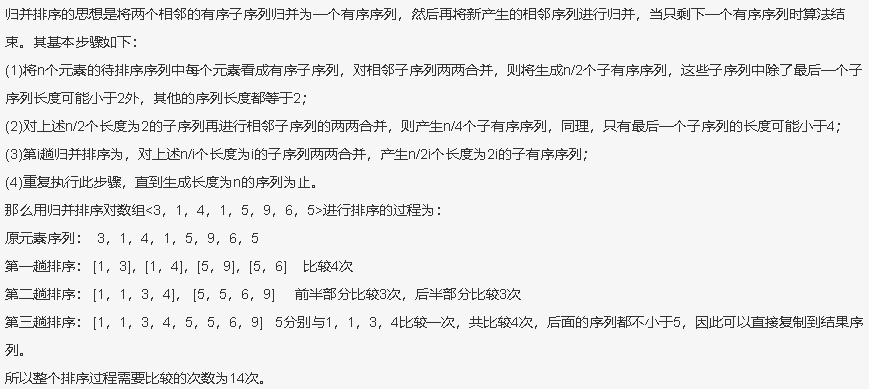 归并排序的思想是将两个相邻的有序子序列归并为一个有序序列，然后再将新产生的相邻序列进行归并，当只剩下一个有序序列时算法结
束。其基本步骤如下：
(1)将n个元素的待排序序列中每个元素看成有序子序列，对相邻子序列两两合并，则将生成n/2个子有序序列，这些子序列中除了最后一个子
序列长度可能小于2外，其他的序列长度都等于2；
(2)对上述n/2个长度为2的子序列再进行相邻子序列的两两合并，则产生n/4个子有序序列，同理，只有最后一个子序列的长度可能小于4；
(3)第i趟归并排序为，对上述n/i个长度为i的子序列两两合并，产生n/2i个长度为2i的子有序序列；
(4)重复执行此步骤，直到生成长度为n的序列为止。
那么用归并排序对数组<3，1，4，1，5，9，6，5>进行排序的过程为：
原元素序列： 3，1，4，1，5，9，6，5
第一趟排序：[1，3]，[1，4]，[5，9]，[5，6] 比较4次
第二趟排序：[1，1，3，4]， [5，5，6，9] 前半部分比较3次，后半部分比较3次
第三趟排序：[1，1，3，4，5，5，6，9] 5分别与1，1，3，4比较一次，共比较4次，后面的序列都不小于5，因此可以直接复制到结果序
列。
所以整个排序过程需要比较的次数为14次。